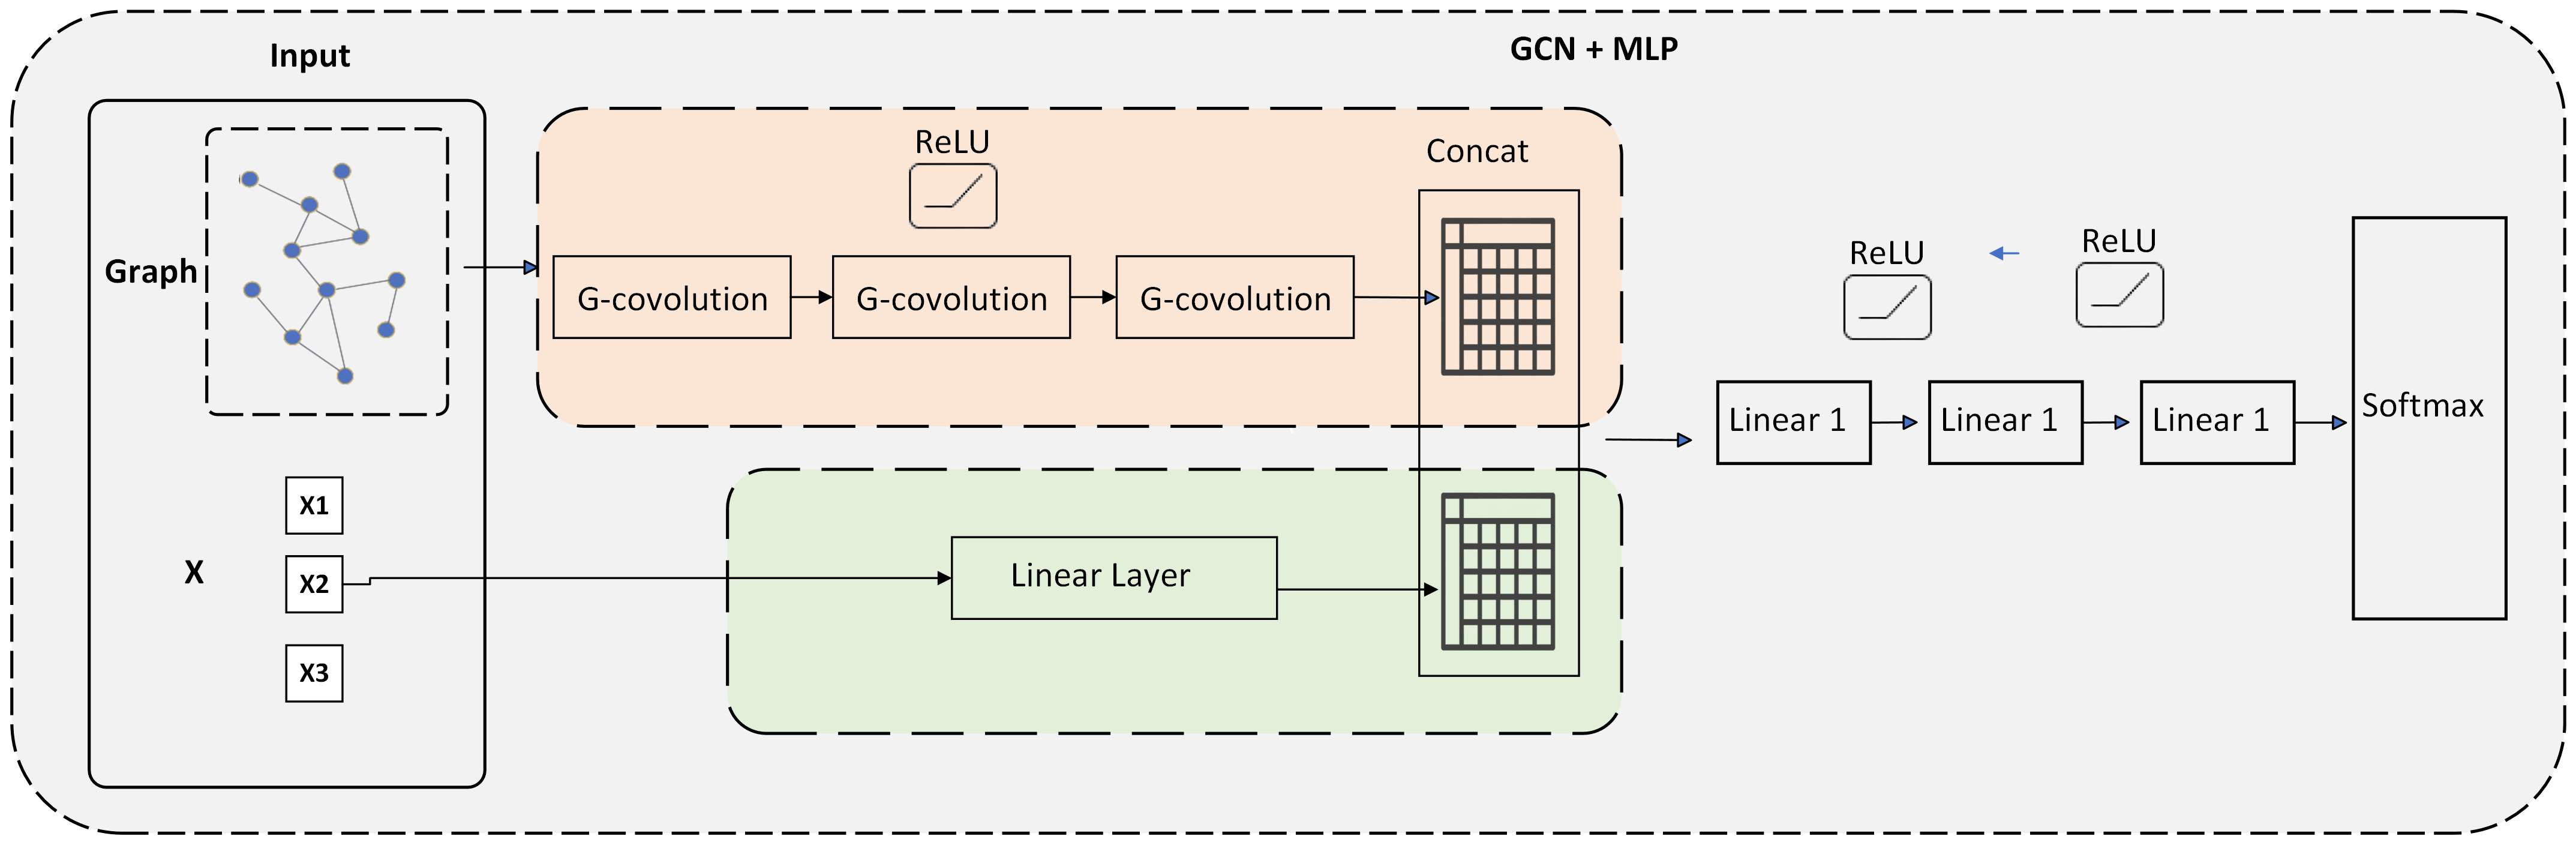 Input
GCN + MLP
Graph
ReLU
Concat
G-covolution
G-covolution
G-covolution
X
X1
X2
X3
Linear Layer
ReLU
ReLU
Linear 1
Linear 1
Linear 1
Softmax